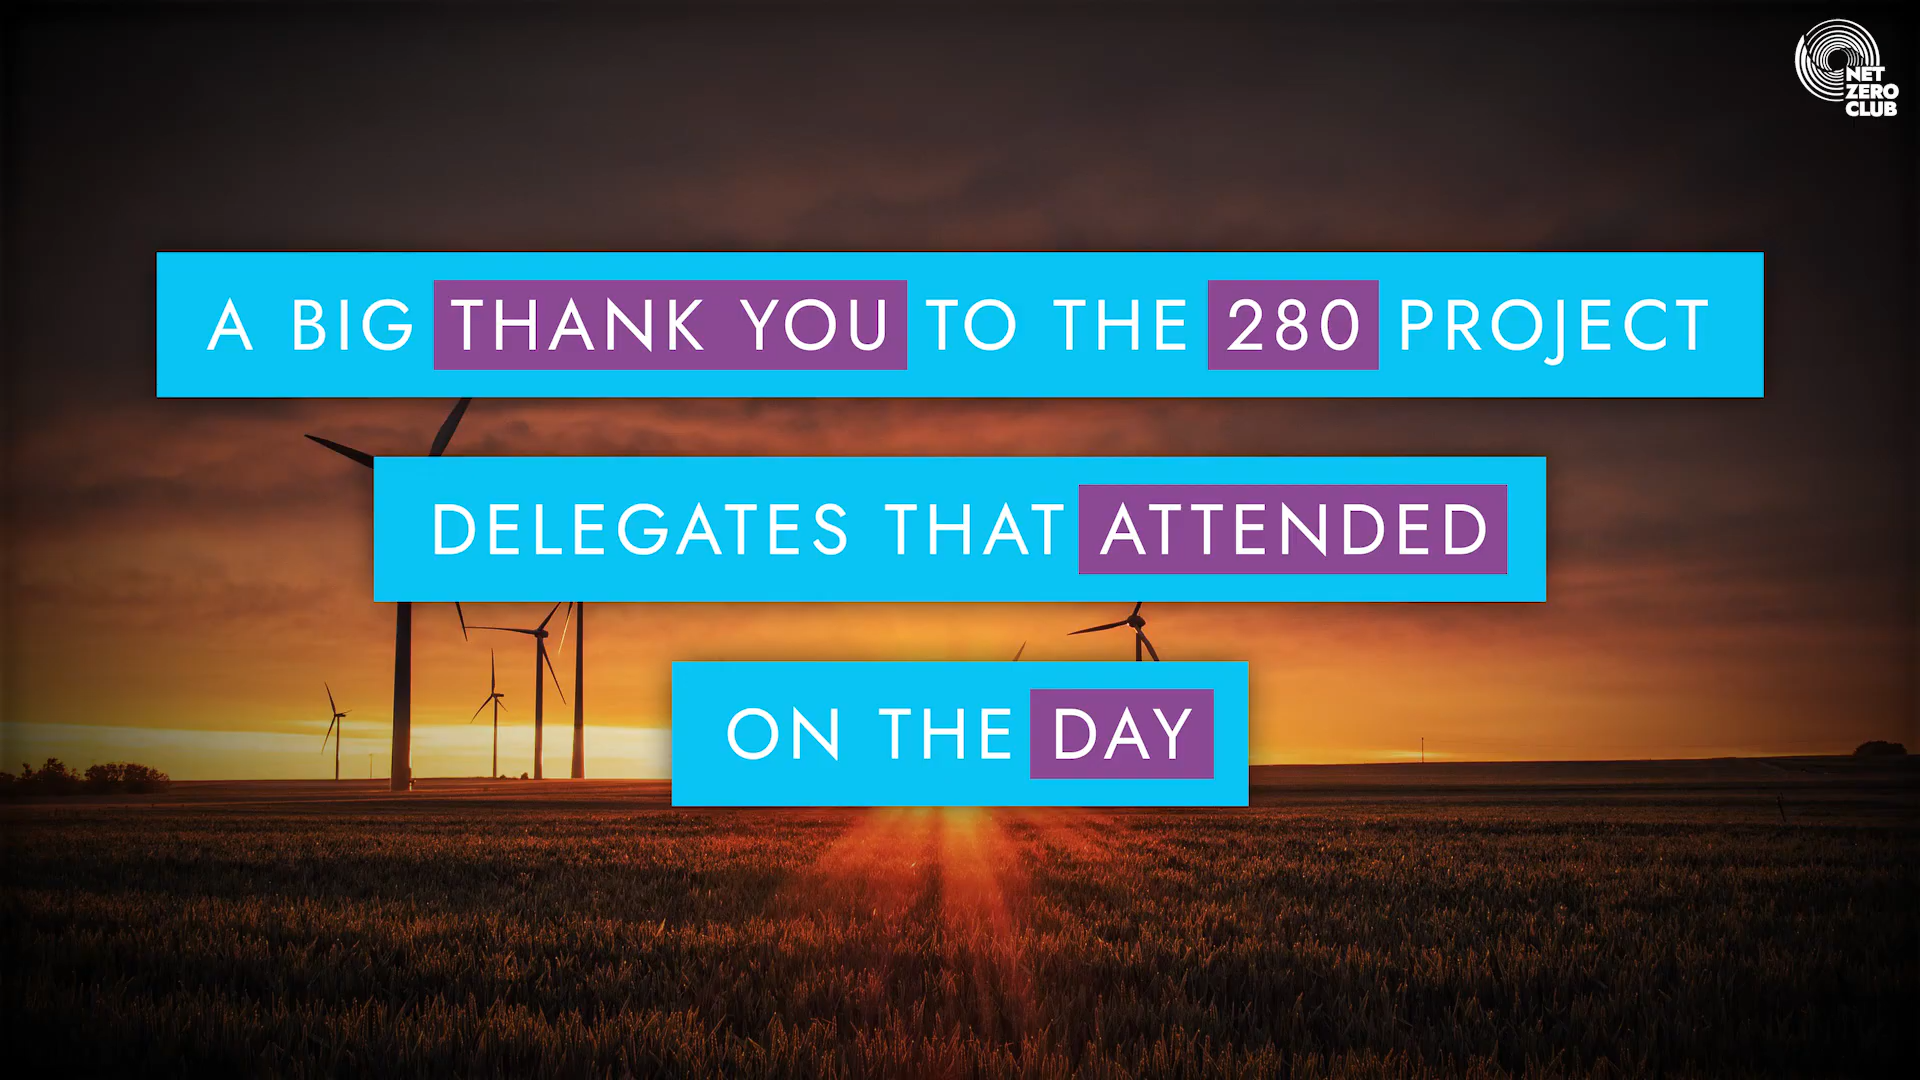 NET
ZERO
CLUB
A BIG THANK YOU TO THE 280 PROJECT
DELEGATES THAT ATTENDED
ON THE DAY